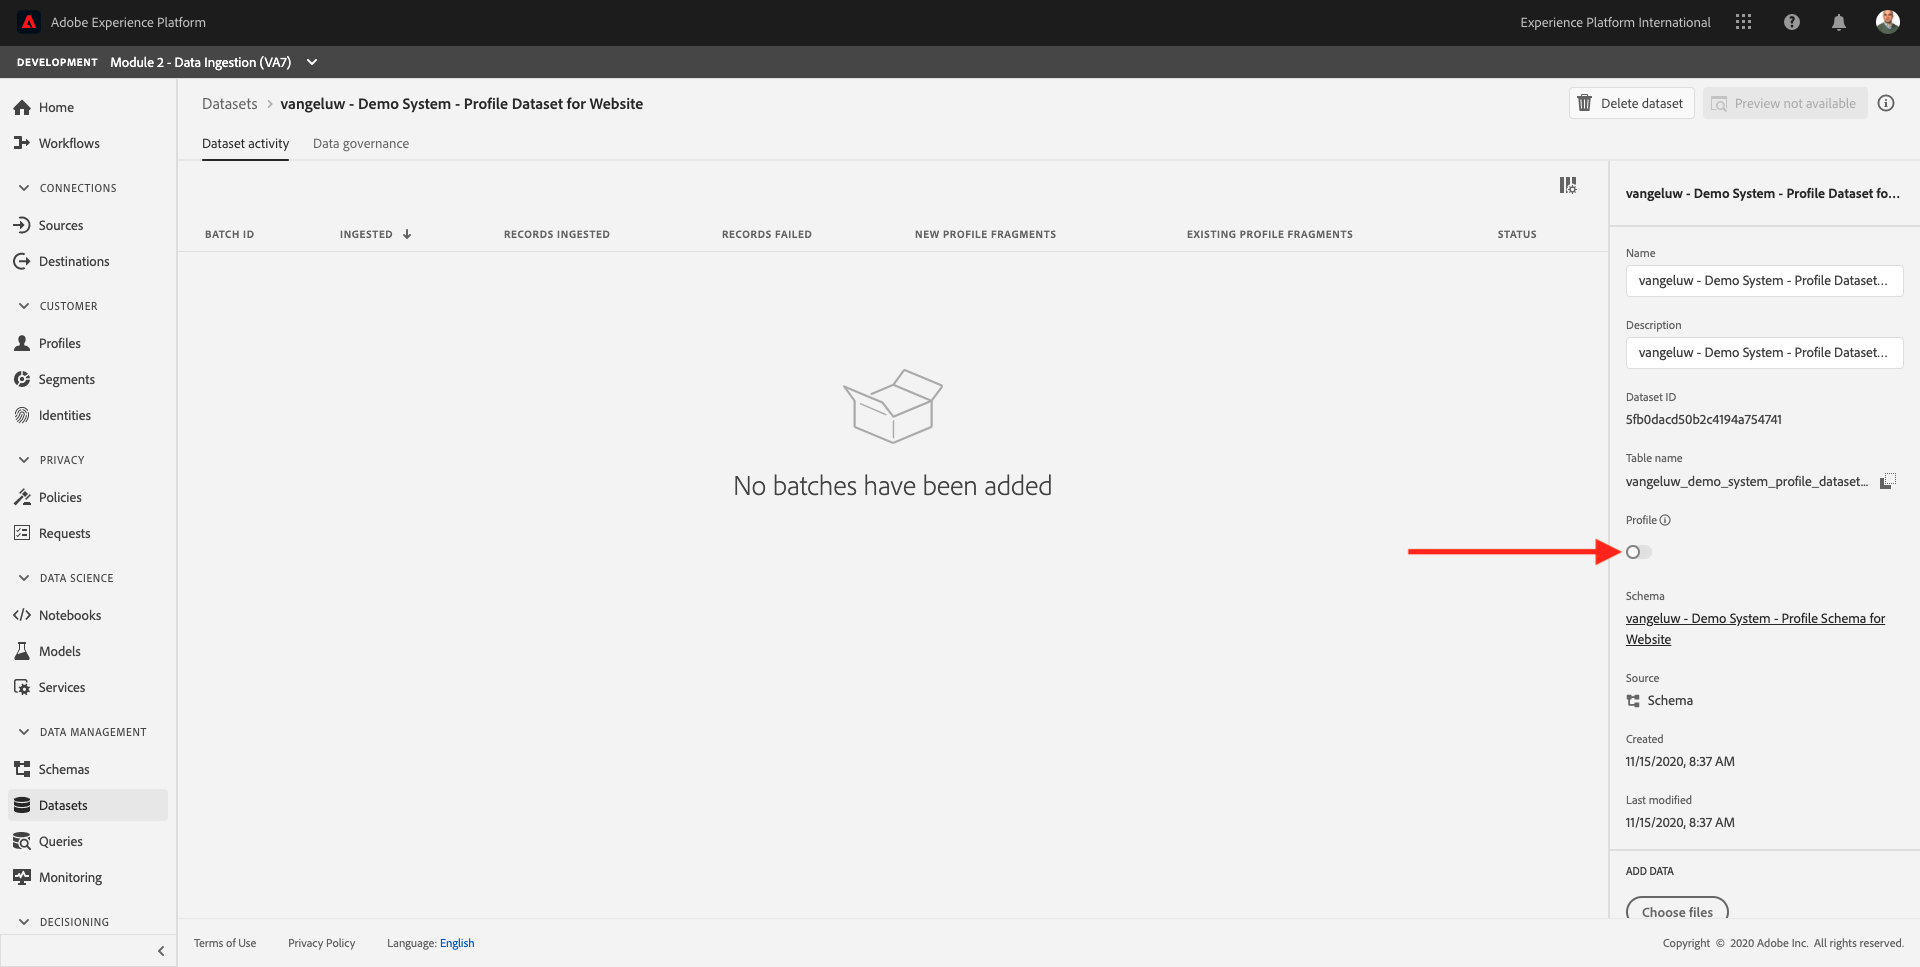 Adobe Experience Platform
Experience Platform International
DEVELOPMENT Module 2 - Data Ingestion (VA7)
Home
Workflows
CONNECTIONS
Sources
Destinations
CUSTOMER
Profiles
Segments
Identities
PRIVACY
Policies
Requests
DATA SCIENCE
Notebooks
Models
Services
DATA MANAGEMENT
Schemas
Datasets
Queries
Monitoring
DECISIONING
Datasets > vangeluw - Demo System - Profile Dataset for Website
Delete dataset
Preview not available
Dataset activity
Data governance
BATCH ID INGESTED ↓ RECORDS INGESTED RECORDS FAILED NEW PROFILE FRAGMENTS EXISTING PROFILE FRAGMENTS STATUS
No batches have been added
vangeluw - Demo System - Profile Dataset fo...
Name
vangeluw - Demo System - Profile Dataset...
Description
vangeluw - Demo System - Profile Dataset...
Dataset ID
5fb0dacd50b2c4194a754741
Table name
vangeluw_demo_system_profile_dataset...
Profile
Schema
vangeluw - Demo System - Profile Schema for
Website
Source
Schema
Created
11/15/2020, 8:37 AM
Last modified
11/15/2020, 8:37 AM
ADD DATA
Choose files
Terms of Use Privacy Policy Language: English
Copyright © 2020 Adobe Inc. All rights reserved.